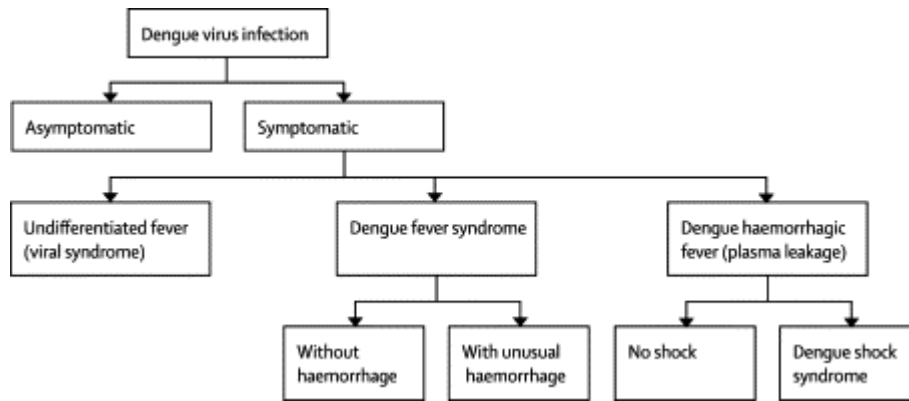 Dengue virus infection
Asymptomatic
Symptomatic
Undifferentiated fever
(viral syndrome)
Dengue fever syndrome
Dengue haemorrhagic
fever (plasma leakage)
Without
haemorrhage
With unusual
haemorrhage
No shock
Dengue shock
syndrome